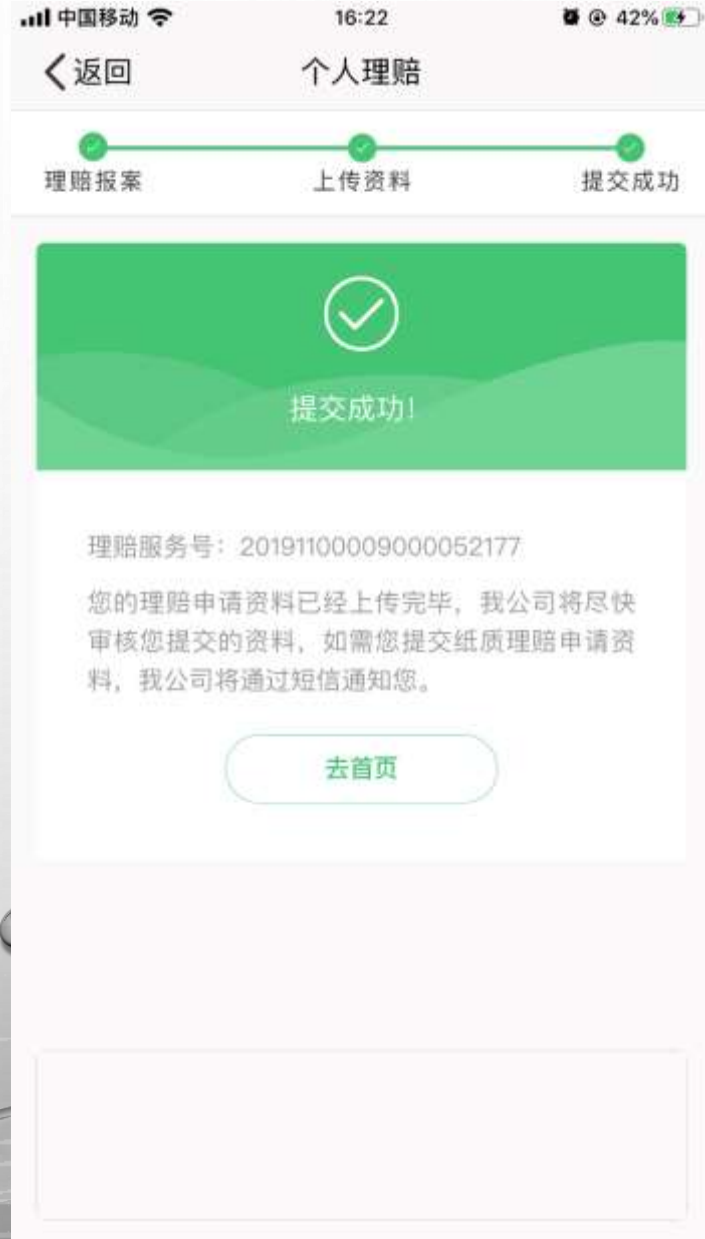 中国移动 16:22 42%
返回 个人理赔
理赔报案 上传资料 提交成功
提交成功!
理赔服务号：20191100009000052177
您的理赔申请资料已经上传完毕，我公司将尽快
审核您提交的资料，如需您提交纸质理赔申请资
料，我公司将通过短信通知您。
去首页